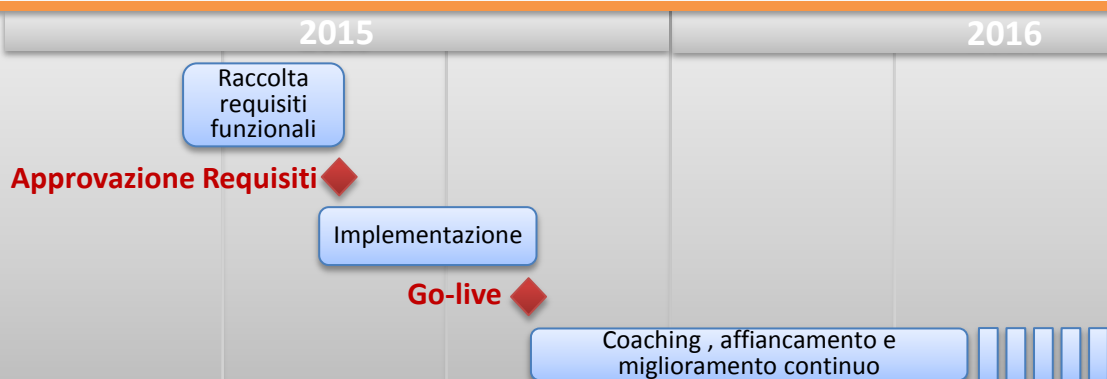 2015
2016
Raccolta
requisiti
funzionali
Approvazione Requisiti
Implementazione
Go-live
Coaching , affiancamento e
miglioramento continuo